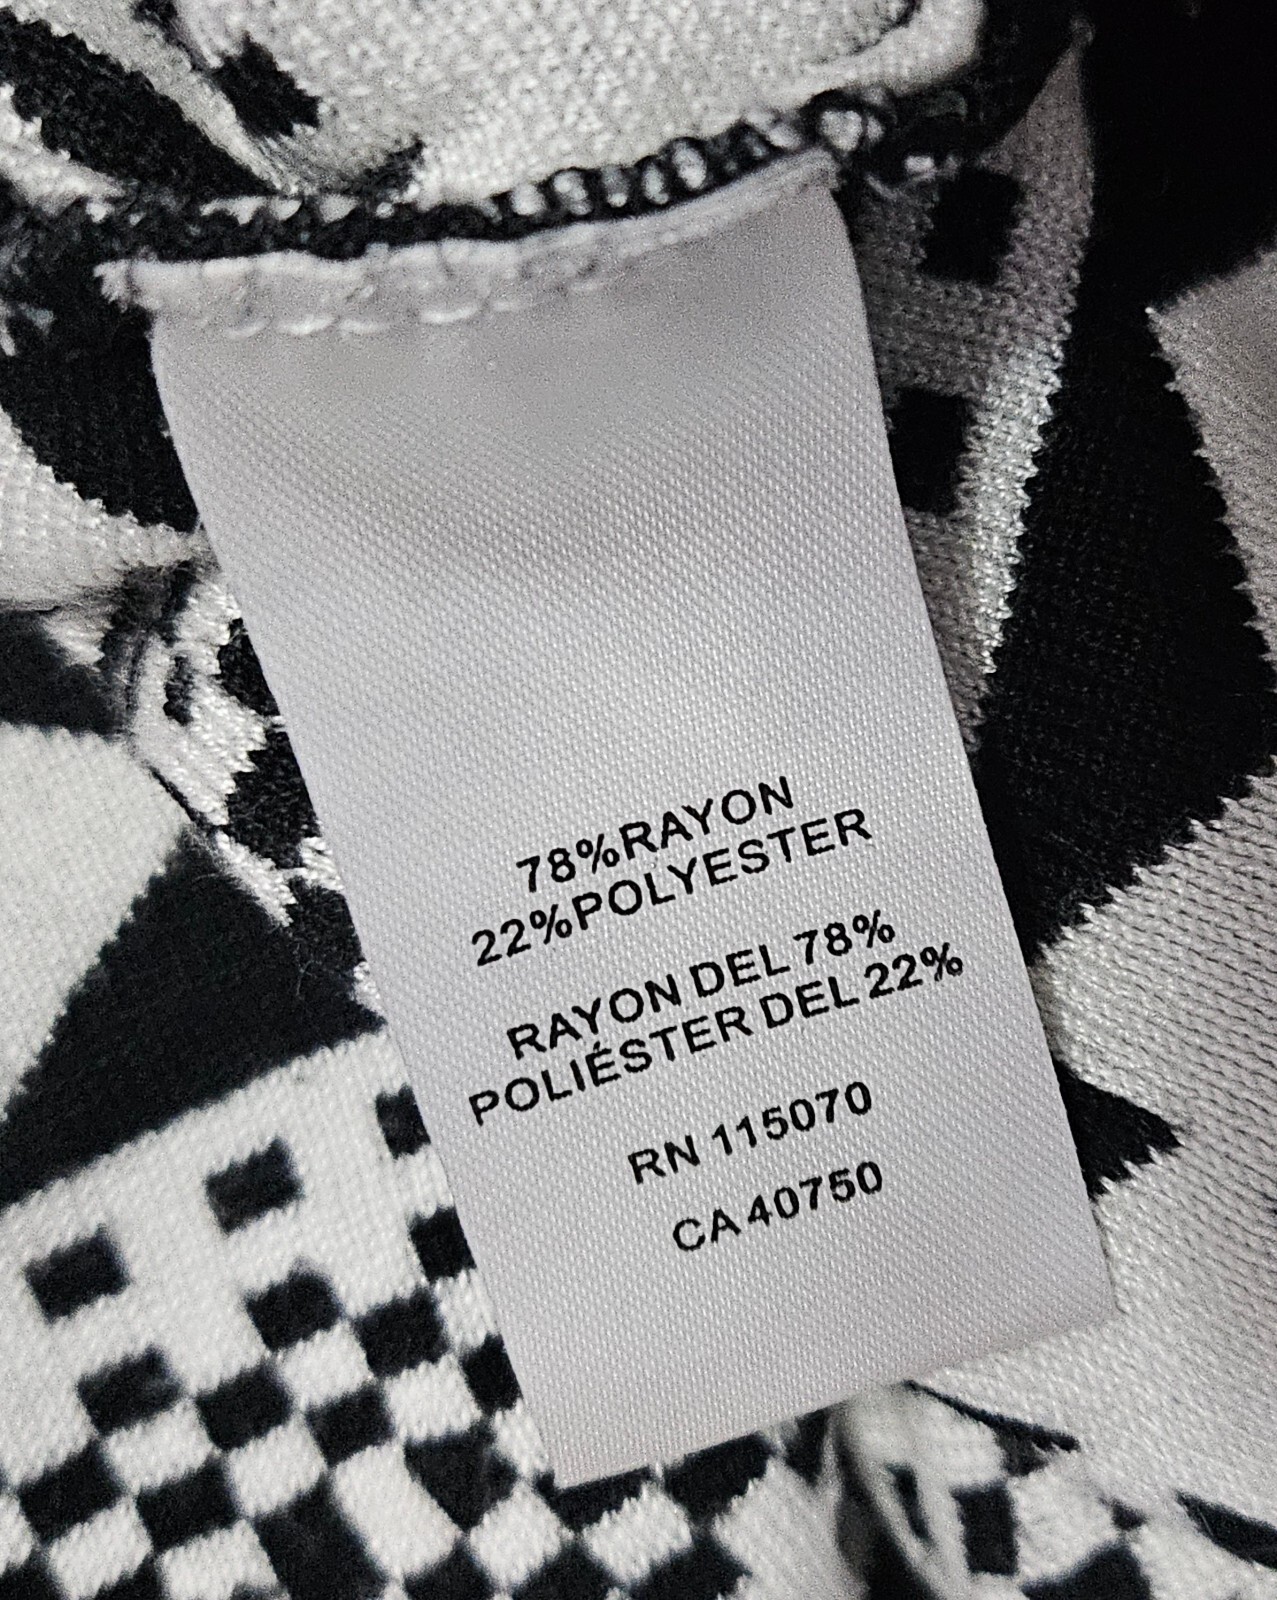 78%RAYON
22%POLYESTER
RAYON DEL 78%
POLIÉSTER DEL 22%
RN 115070
CA 40750